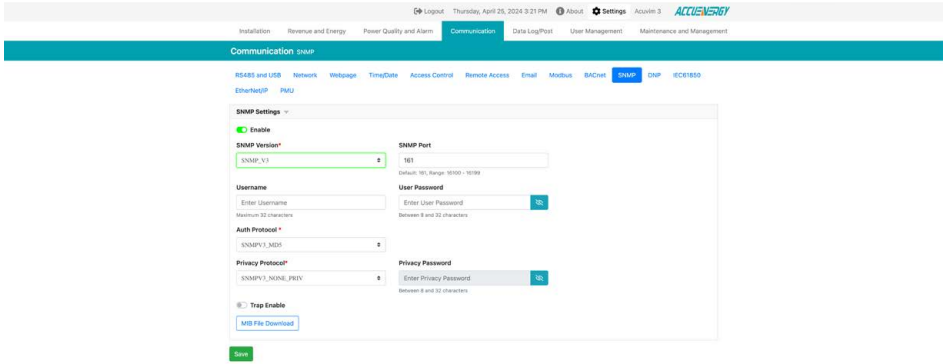 Logout Thursday, April 25, 2024 3:21 PM About Settings Acuvim 3 ACCUENERGY
Installation Revenue and Energy Power Quality and Alarm Communication Data Log/Post User Management Maintenance and Management
Communication SNMP
RS485 and USB Network Webpage Time/Date Access Control Remote Access Email Modbus BACnet SNMP DNP IEC61850
EtherNet/IP PMU
SNMP Settings
Enable
SNMP Version* SNMP Port
SNMP_V3 161
Default: 161, Range: 16100 - 16199
Username User Password
Enter Username Enter User Password
Maximum 32 characters Between 8 and 32 characters
Auth Protocol *
SNMPV3_MD5
Privacy Protocol* Privacy Password
SNMPV3_NONE_PRIV Enter Privacy Password
Between 8 and 32 characters
Trap Enable
MIB File Download
Save